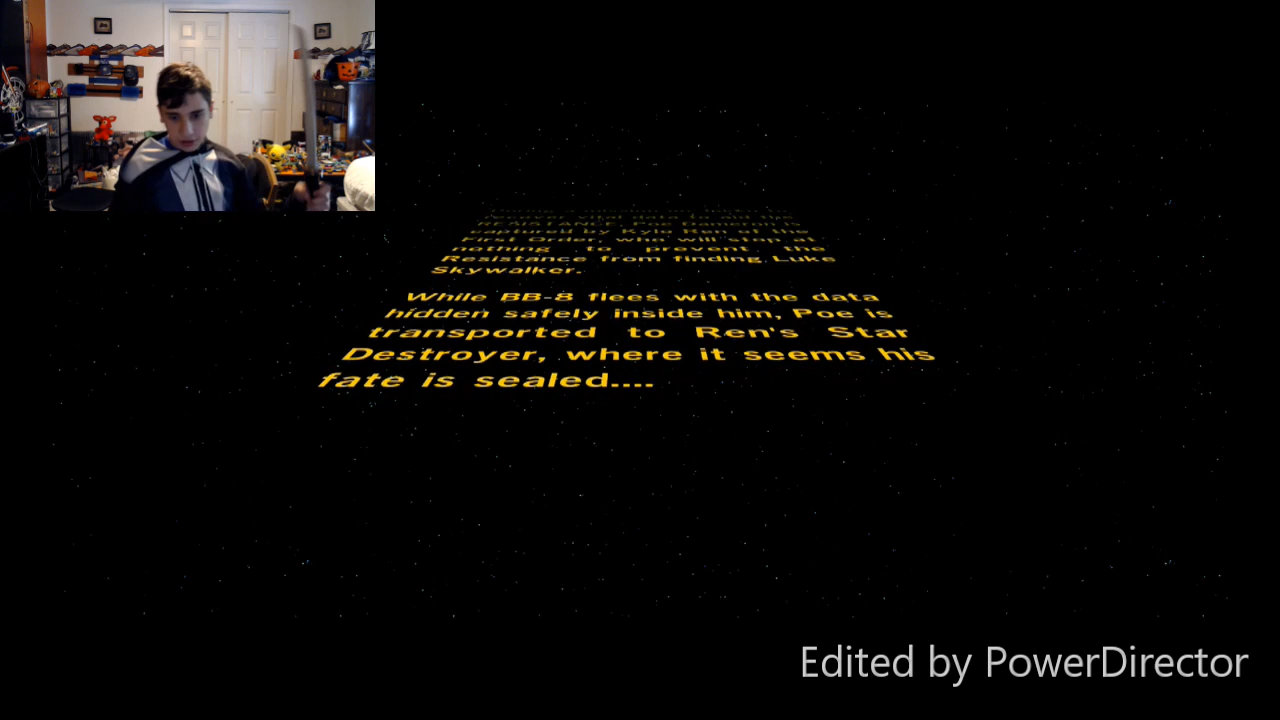 RESISTANCE, Poe Dameron is
captured by Kylo Ren of the
First Order, who will stop at
nothing to prevent the
Resistance from finding Luke
Skywalker.
While BB-8 flees with the data
hidden safely inside him, Poe is
transported to Ren's Star
Destroyer, where it seems his
fate is sealed....
Edited by PowerDirector